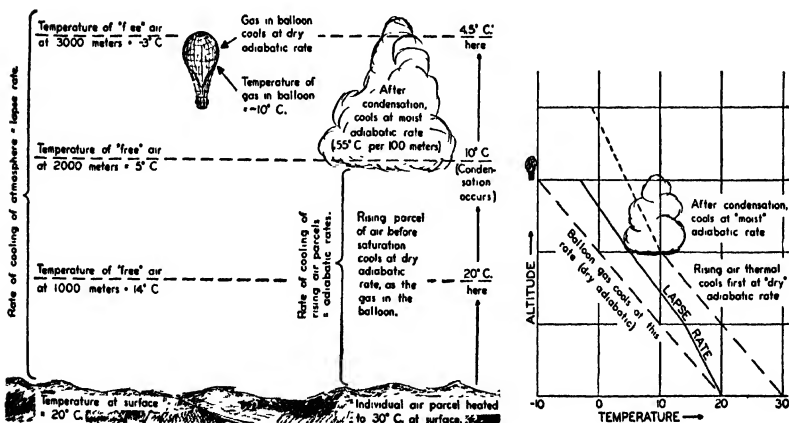 Temperature of "f ee" air
at 3000 meters = -3° C
Gas in balloon
cools at dry
adiabatic rate
Temperature of
gas in balloon
= -10° C.
4.5° C.
here
After
condensation,
cools at moist
adiabatic rate
(.55° C per 100 meters)
Temperature of "free" air
at 2000 meters = 5° C
10° C
(Conden-
sation
occurs)
Rate of cooling of atmosphere = lapse rate.
Rate of cooling of
rising air parcels
= adiabatic rates.
Rising parcel
of air before
saturation
cools at dry
adiabatic
rate, as the
gas in the
balloon.
Temperature of "free" air
at 1000 meters = 14° C
20° C.
here
Temperature at surface
= 20° C.
Individual air parcel heated
to 30° C. at surface.
After condensation,
cools at "moist"
adiabatic rate
Rising air thermal
cools first at "dry"
adiabatic rate
Balloon gas cools at this
rate (dry adiabatic)
LAPSE RATE
ALTITUDE
-10 0 10 20 30
TEMPERATURE